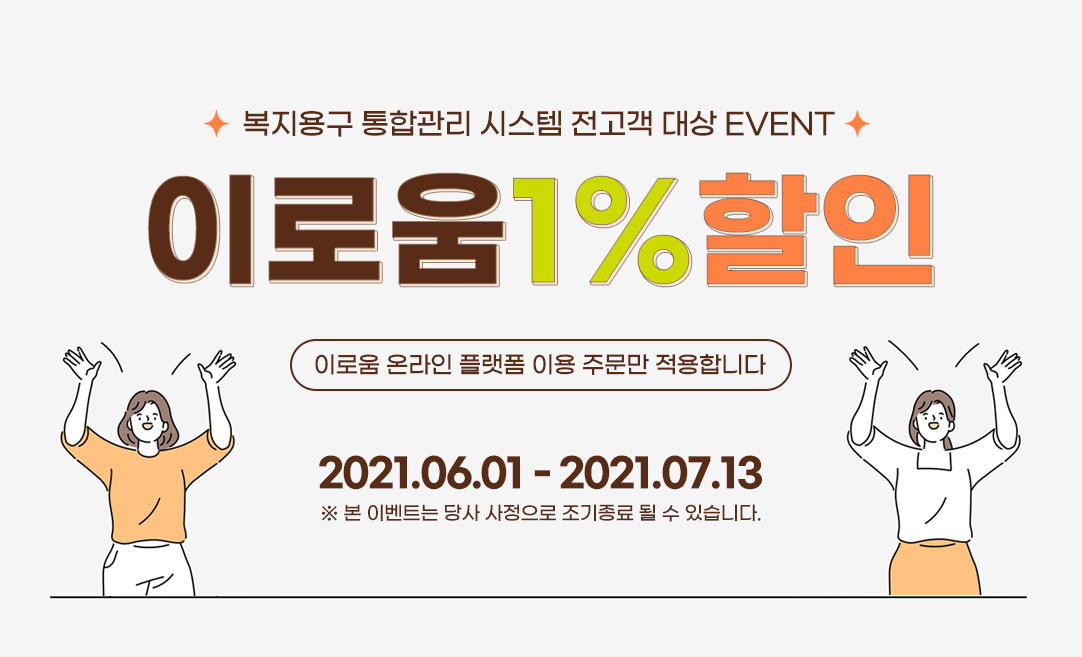 복지용구 통합관리 시스템 전고객 대상 EVENT
이로움1%할인
이로움 온라인 플랫폼 이용 주문만 적용합니다
2021.06.01 - 2021.07.13
※ 본 이벤트는 당사 사정으로 조기종료 될 수 있습니다.